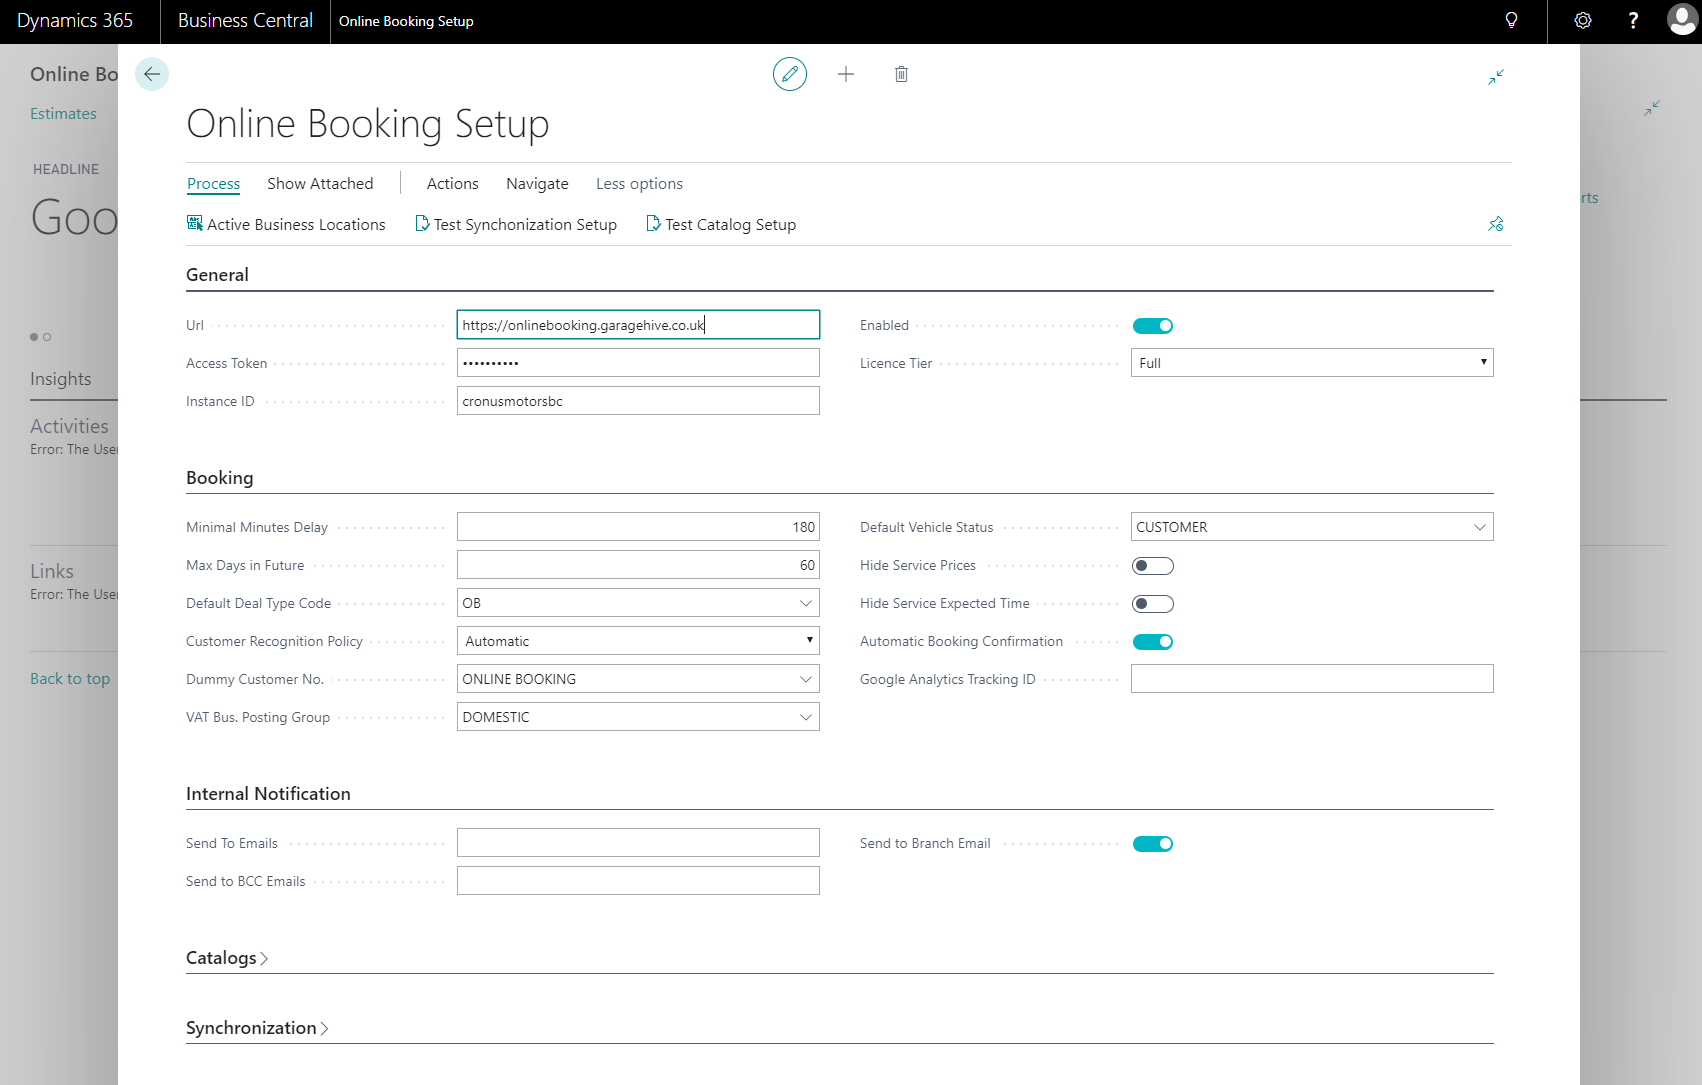 Dynamics 365 Business Central Online Booking Setup ?
Online Bo
Estimates
Online Booking Setup
HEADLINE
Process Show Attached Actions Navigate Less options
Goo
rts
Active Business Locations Test Synchonization Setup Test Catalog Setup
General
Url https://onlinebooking.garagehive.co.uk Enabled
Access Token •••••••••• Licence Tier Full
Insights
Instance ID cronusmotorsbc
Activities
Error: The User
Booking
Minimal Minutes Delay 180 Default Vehicle Status CUSTOMER
Max Days in Future 60 Hide Service Prices
Links
Error: The User
Default Deal Type Code OB Hide Service Expected Time
Customer Recognition Policy Automatic Automatic Booking Confirmation
Back to top
Dummy Customer No. ONLINE BOOKING Google Analytics Tracking ID
VAT Bus. Posting Group DOMESTIC
Internal Notification
Send To Emails Send to Branch Email
Send to BCC Emails
Catalogs
Synchronization